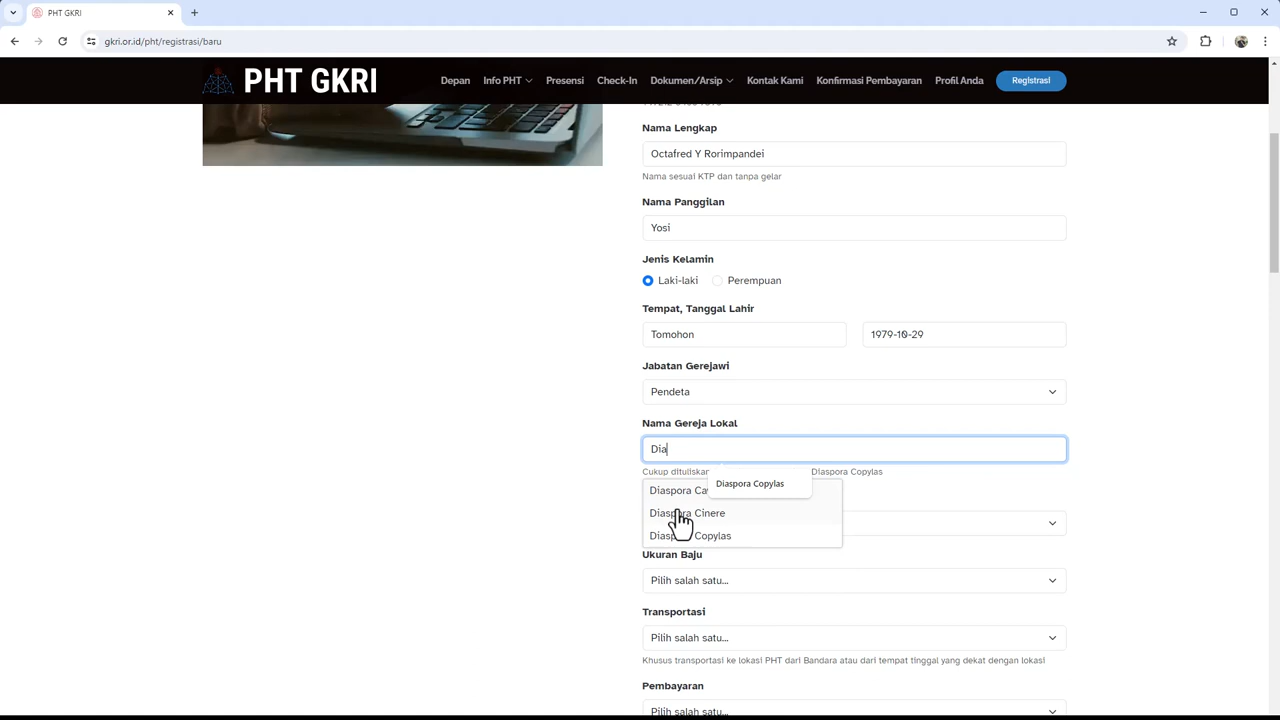 PHT GKRI
gkri.or.id/pht/registrasi/baru
PHT GKRI
Depan Info PHT Presensi Check-In Dokumen/Arsip Kontak Kami Konfirmasi Pembayaran Profil Anda Registrasi
Nama Lengkap
Octafred Y Rorimpandei
Nama sesuai KTP dan tanpa gelar
Nama Panggilan
Yosi
Jenis Kelamin
Laki-laki Perempuan
Tempat, Tanggal Lahir
Tomohon 1979-10-29
Jabatan Gerejawi
Pendeta
Nama Gereja Lokal
Dia
Cukup dituliskan Diaspora Copylas
Diaspora Copylas
Diaspora
Diaspora Cinere
Diaspora Copylas
Ukuran Baju
Pilih salah satu...
Transportasi
Pilih salah satu...
Khusus transportasi ke lokasi PHT dari Bandara atau dari tempat tinggal yang dekat dengan lokasi
Pembayaran
Pilih salah satu...